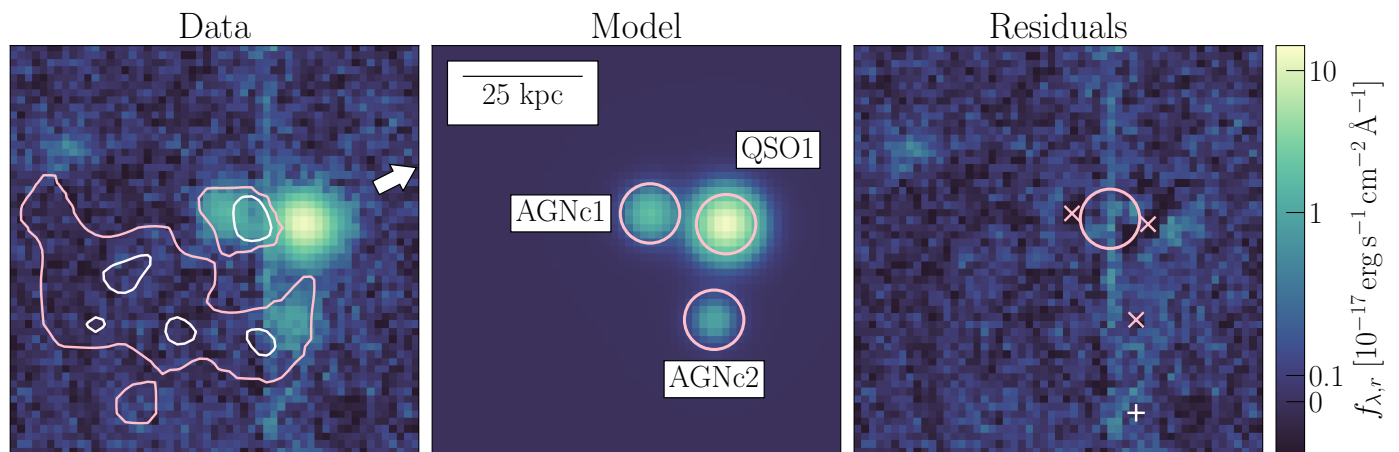 Data
Model
Residuals
25 kpc
QSO1
AGNc1
AGNc2
10
1
0.1
0
f_{λ,r} [10^{−17} erg s^{−1} cm^{−2} Å^{−1}]